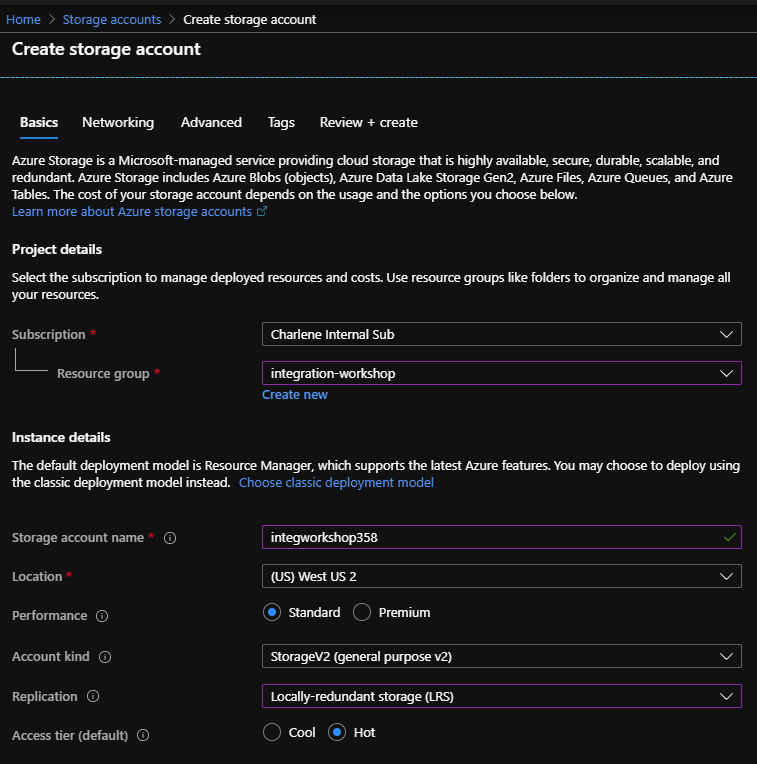 Home > Storage accounts > Create storage account
Create storage account
Basics Networking Advanced Tags Review + create
Azure Storage is a Microsoft-managed service providing cloud storage that is highly available, secure, durable, scalable, and
redundant. Azure Storage includes Azure Blobs (objects), Azure Data Lake Storage Gen2, Azure Files, Azure Queues, and Azure
Tables. The cost of your storage account depends on the usage and the options you choose below.
Learn more about Azure storage accounts
Project details
Select the subscription to manage deployed resources and costs. Use resource groups like folders to organize and manage all
your resources.
Subscription * Charlene Internal Sub
Resource group * integration-workshop
Create new
Instance details
The default deployment model is Resource Manager, which supports the latest Azure features. You may choose to deploy using
the classic deployment model instead. Choose classic deployment model
Storage account name * integworkshop358
Location * (US) West US 2
Performance Standard Premium
Account kind StorageV2 (general purpose v2)
Replication Locally-redundant storage (LRS)
Access tier (default) Cool Hot